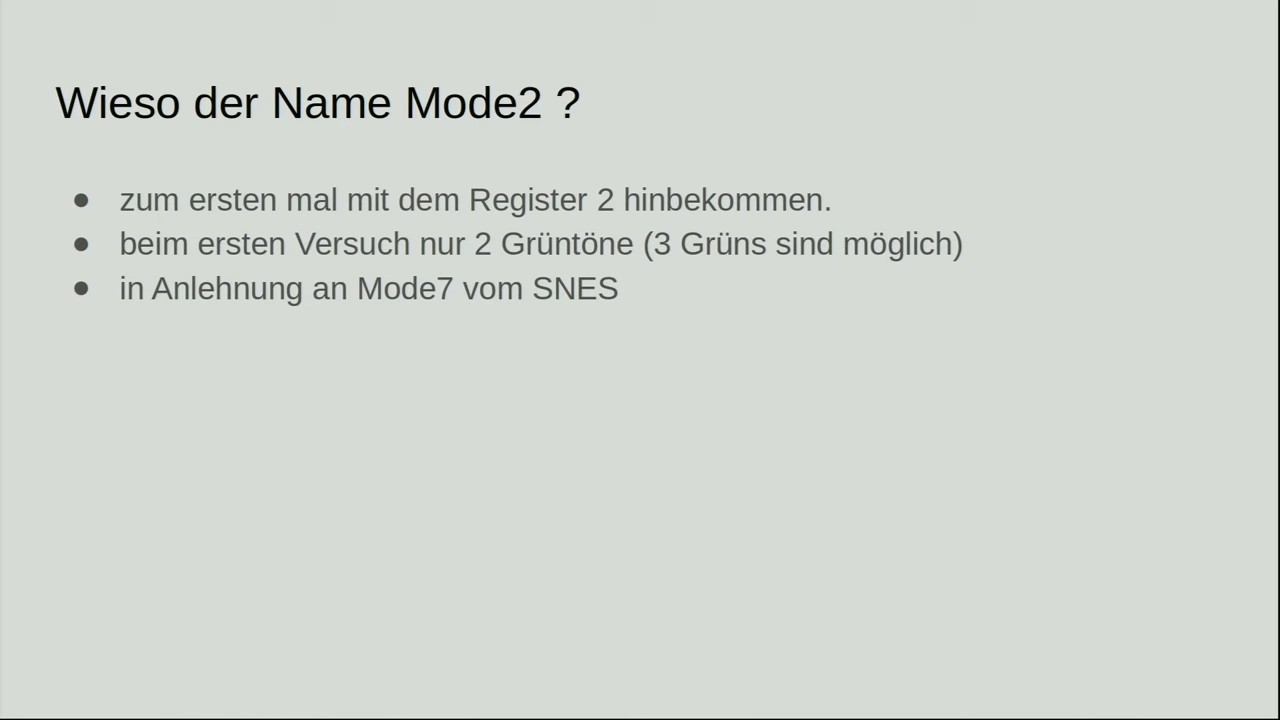 Wieso der Name Mode2 ?
● zum ersten mal mit dem Register 2 hinbekommen.
● beim ersten Versuch nur 2 Grüntöne (3 Grüns sind möglich)
● in Anlehnung an Mode7 vom SNES